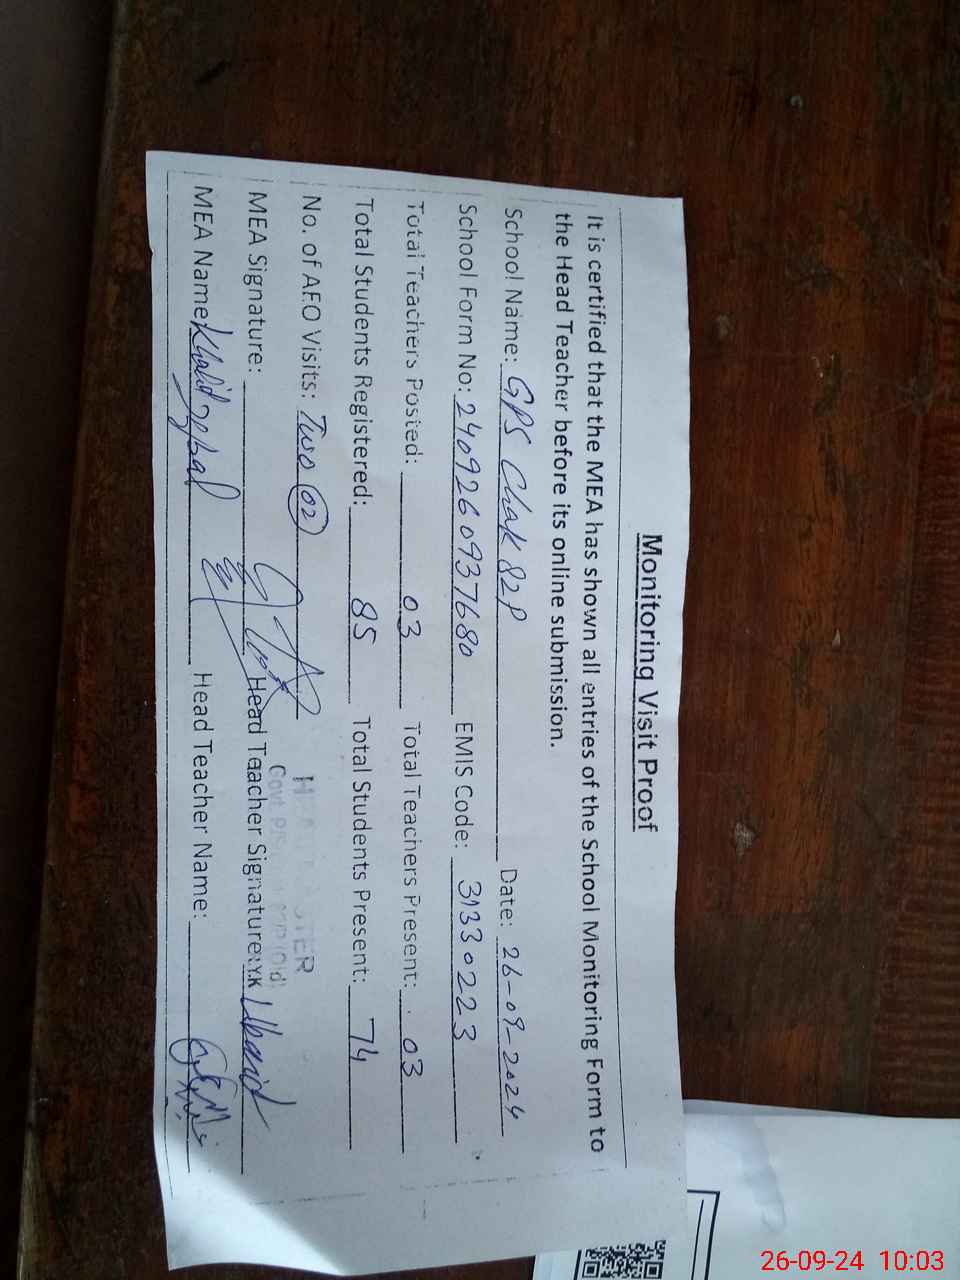 Monitoring Visit Proof
It is certified that the MEA has shown all entries of the School Monitoring Form to
the Head Teacher before its online submission.
School Name: GPS Chak 82P Date: 26-09-2024
School Form No: 240926093768o EMIS Code: 31330223
Total Teachers Posted: 03 Total Teachers Present: 03
Total Students Registered: 85 Total Students Present: 74
No. of AEO Visits: Two 02
MEA Signature: Head Teacher Signature:
MEA Name Khalid Iqbal Head Teacher Name:
26-09-24 10:03